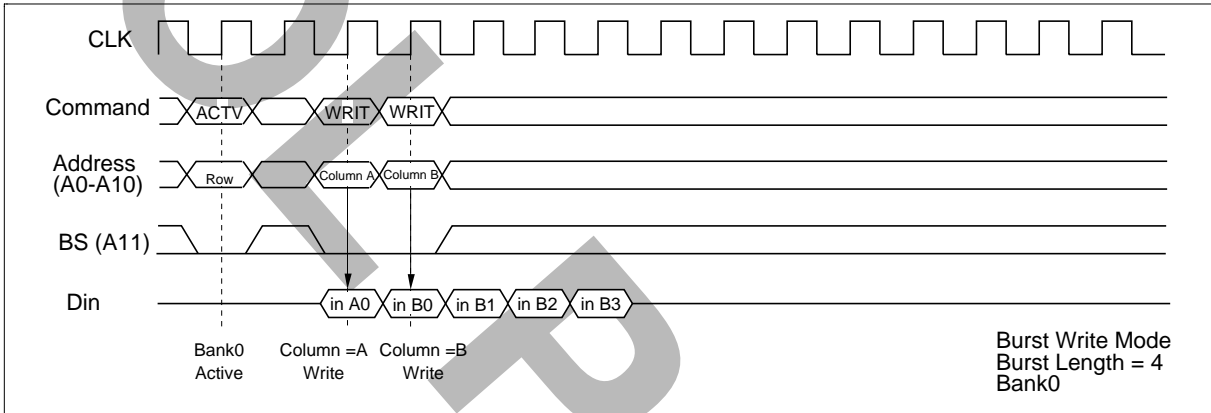 CLK
Command
ACTV
WRIT
WRIT
Address
(A0-A10)
Row
Column A
Column B
BS (A11)
Din
in A0
in B0
in B1
in B2
in B3
Bank0
Active
Column =A
Write
Column =B
Write
Burst Write Mode
Burst Length = 4
Bank0